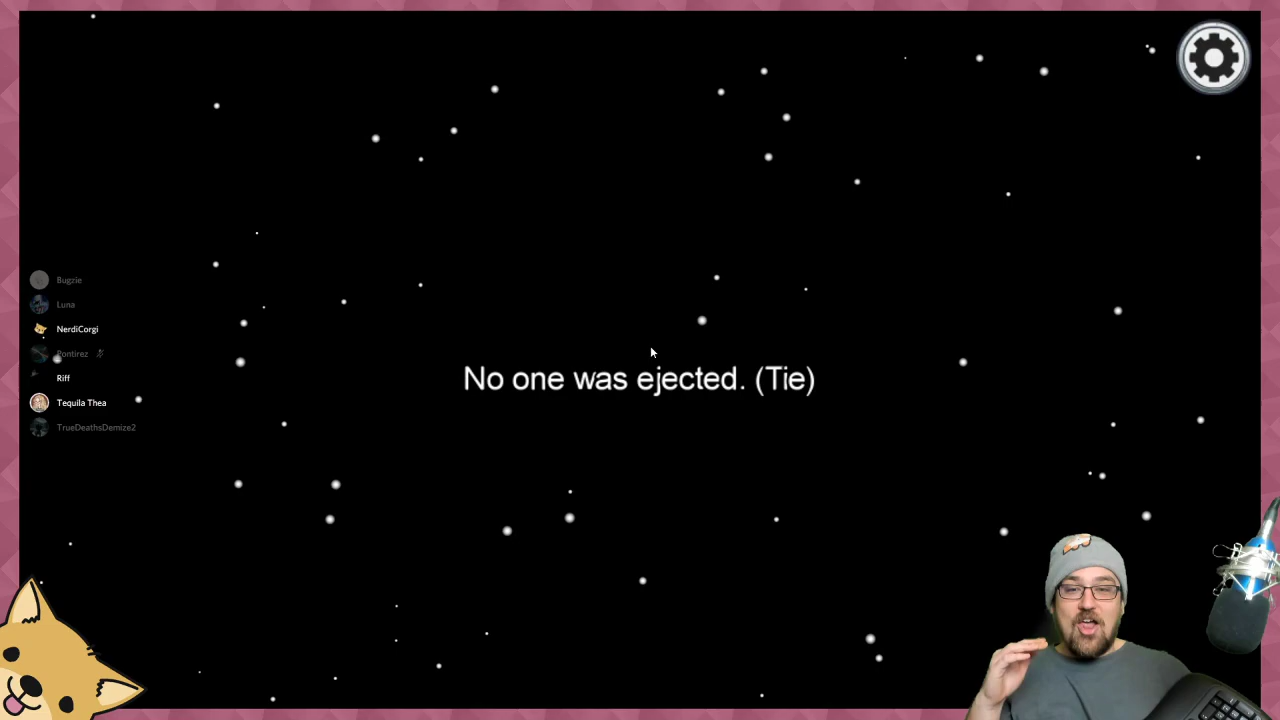 Bugzie
Luna
NerdiCorgi
Pontirez
Riff
Tequila Thea
TrueDeathsDemize2
No one was ejected. (Tie)